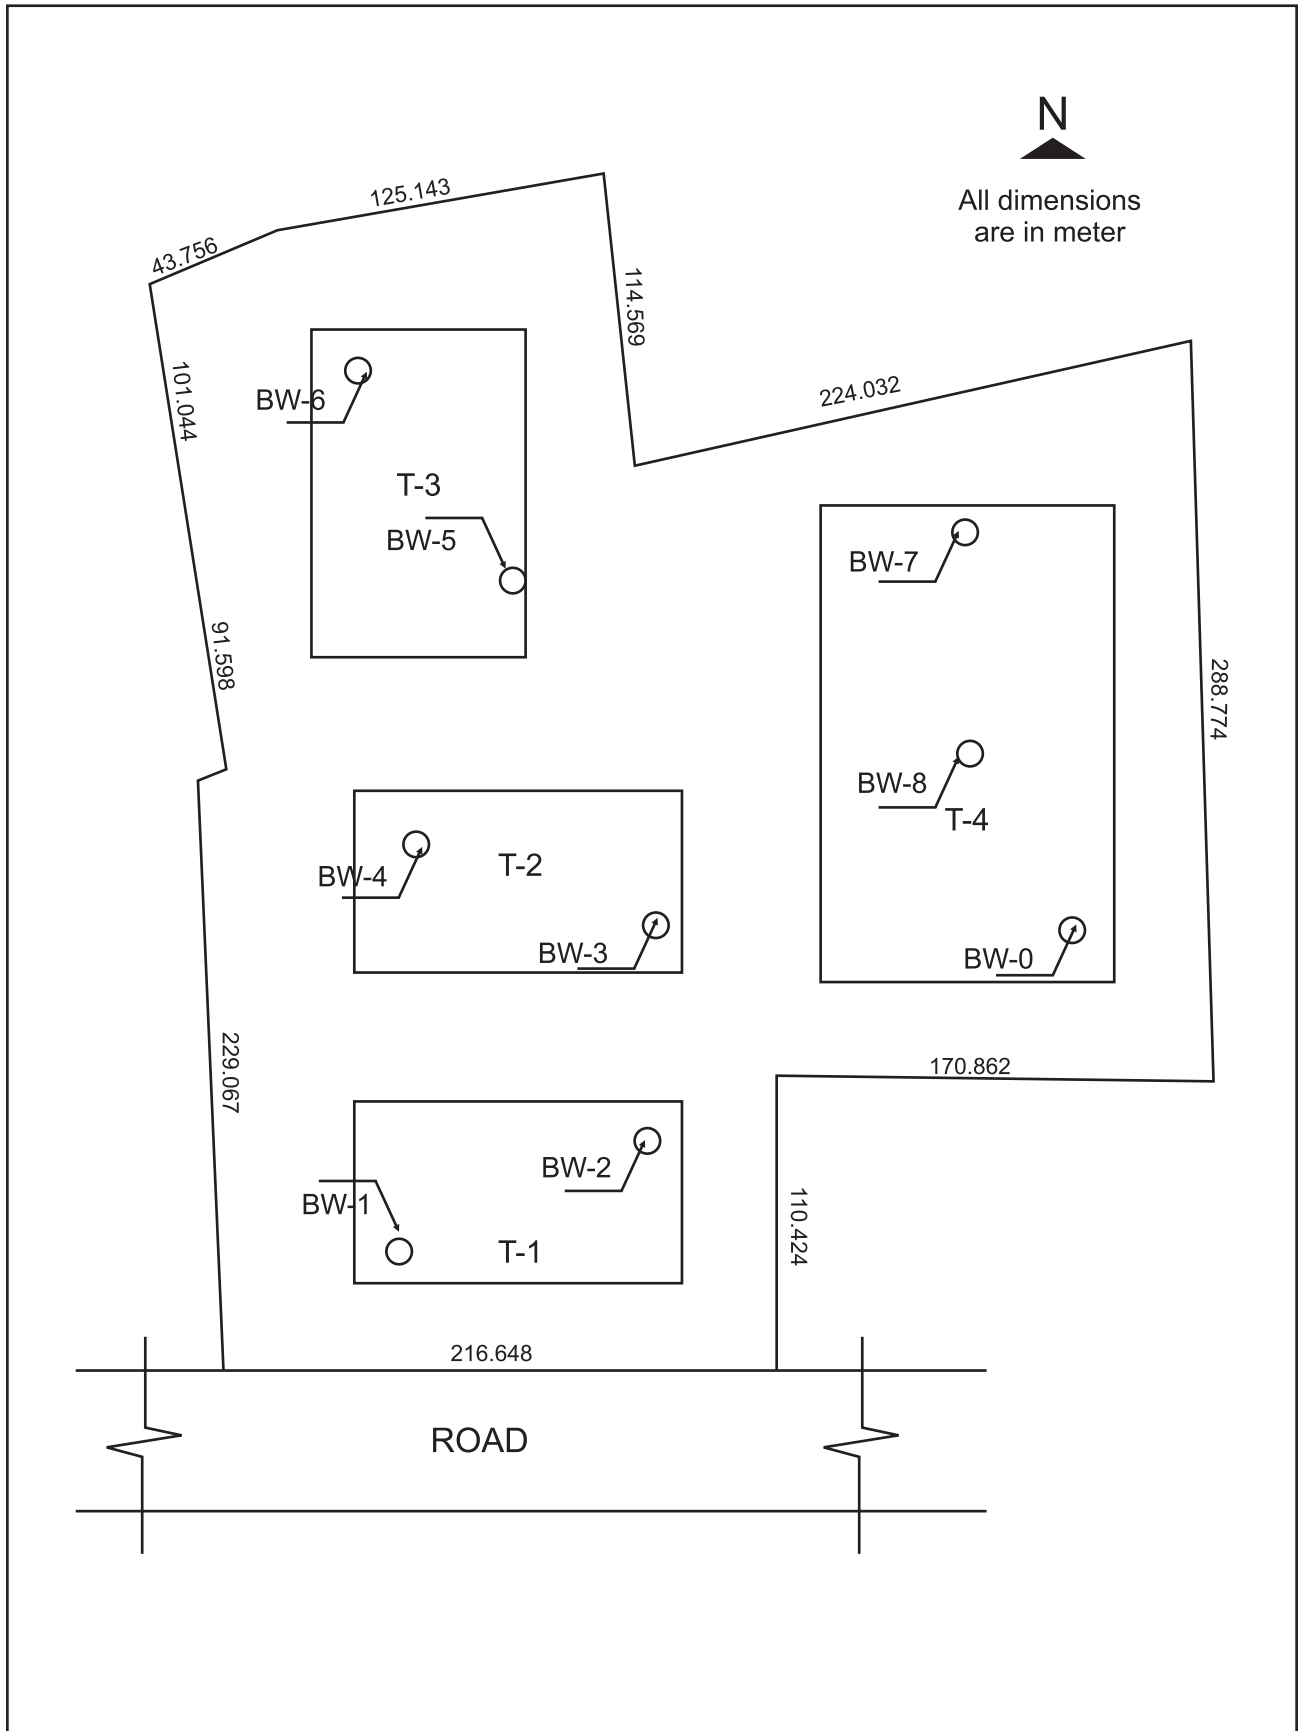 N
All dimensions
are in meter
125.143
43.756
114.569
101.044
224.032
BW-6
T-3
BW-5
BW-7
91.598
288.774
BW-8
T-4
T-2
BW-4
BW-3
BW-0
229.067
170.862
BW-2
BW-1
T-1
110.424
216.648
ROAD